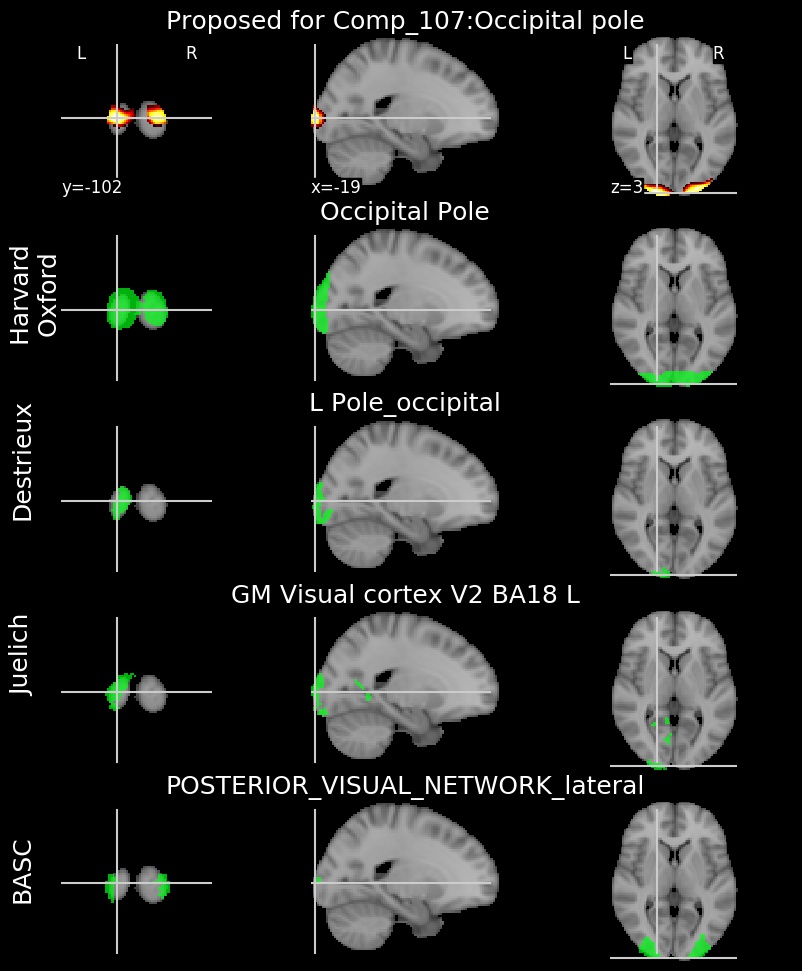 Proposed for Comp_107:Occipital pole
L R
L R
y=-102
x=-19
z=3
Occipital Pole
Harvard
Oxford
L Pole_occipital
Destrieux
GM Visual cortex V2 BA18 L
Juelich
POSTERIOR_VISUAL_NETWORK_lateral
BASC